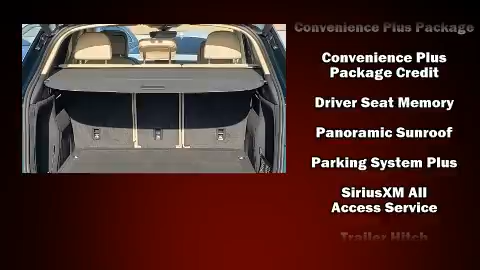 Convenience Plus Package
Convenience Plus
Package Credit
Driver Seat Memory
Panoramic Sunroof
Parking System Plus
SiriusXM All
Access Service
Trailer Hitch